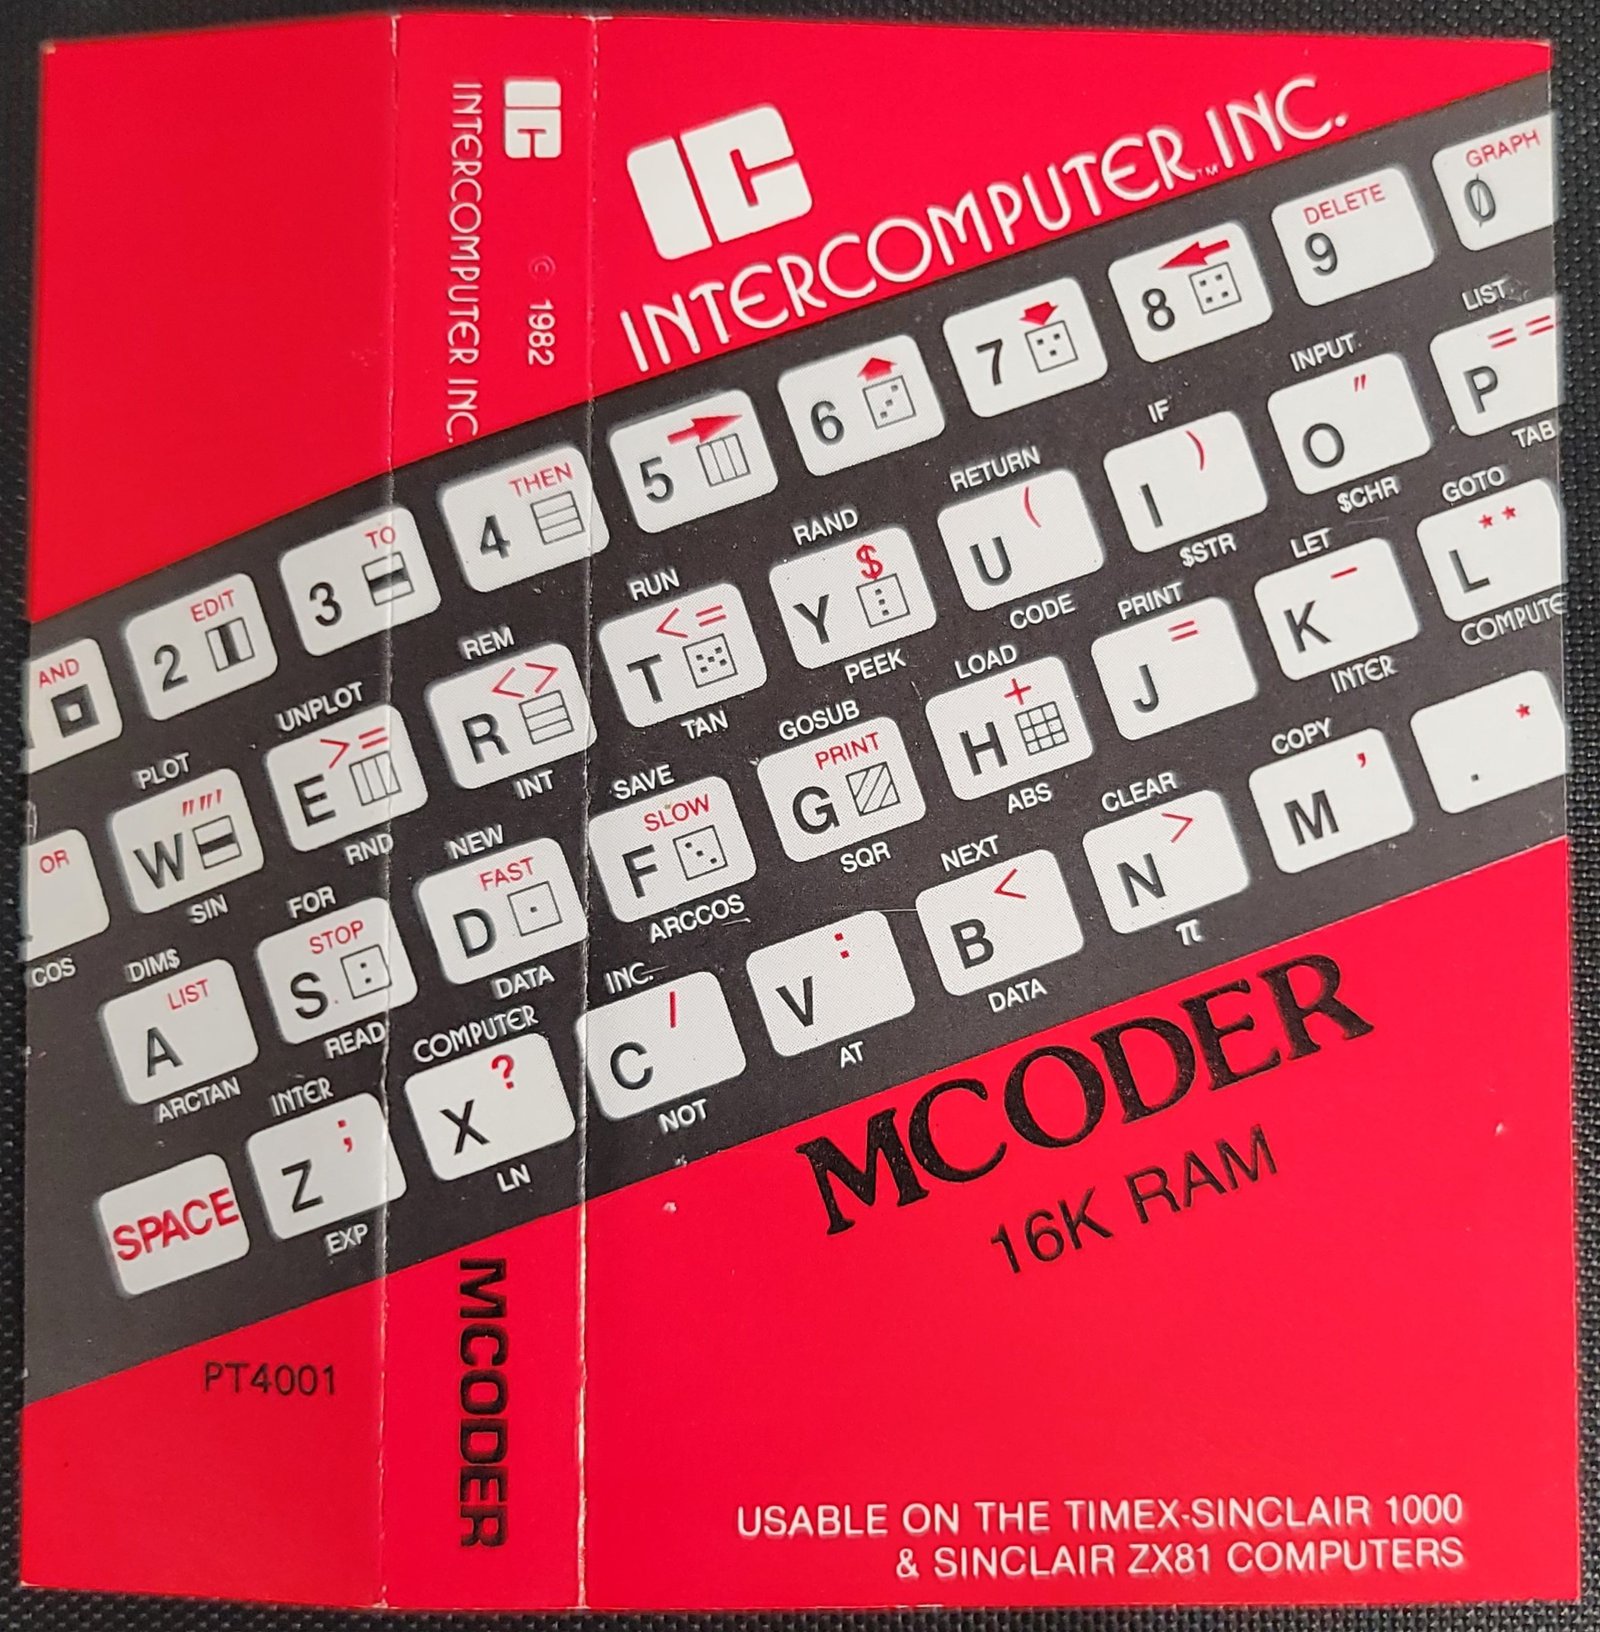 IC
INTERCOMPUTER INC.
© 1982
MCODER
PT4001
IC
INTERCOMPUTER INC.
™
AND
EDIT
2
TO
3
THEN
4
5
6
7
8
DELETE
9
GRAPH
0
PLOT
UNPLOT
REM
RUN
RAND
RETURN
IF
INPUT
LIST
OR
W """
E >=
R <>
T <=
Y $
U (
I )
O "
P ==
COS
SIN
RND
INT
TAN
PEEK
CODE
$STR
$CHR
TAB
DIM$
FOR
NEW
SAVE
GOSUB
LOAD
PRINT
LET
GOTO
A LIST
S STOP
D FAST
F SLOW
G PRINT
H +
J =
K -
L **
ARCTAN
READ
DATA
ARCCOS
SQR
ABS
INTER
COMPUTE
INTER
COMPUTER
INC.
NEXT
CLEAR
COPY
SPACE
Z ;
X ?
C /
V :
B <
N >
M ,
. *
EXP
LN
NOT
AT
DATA
π
MCODER
16K RAM
USABLE ON THE TIMEX-SINCLAIR 1000
& SINCLAIR ZX81 COMPUTERS